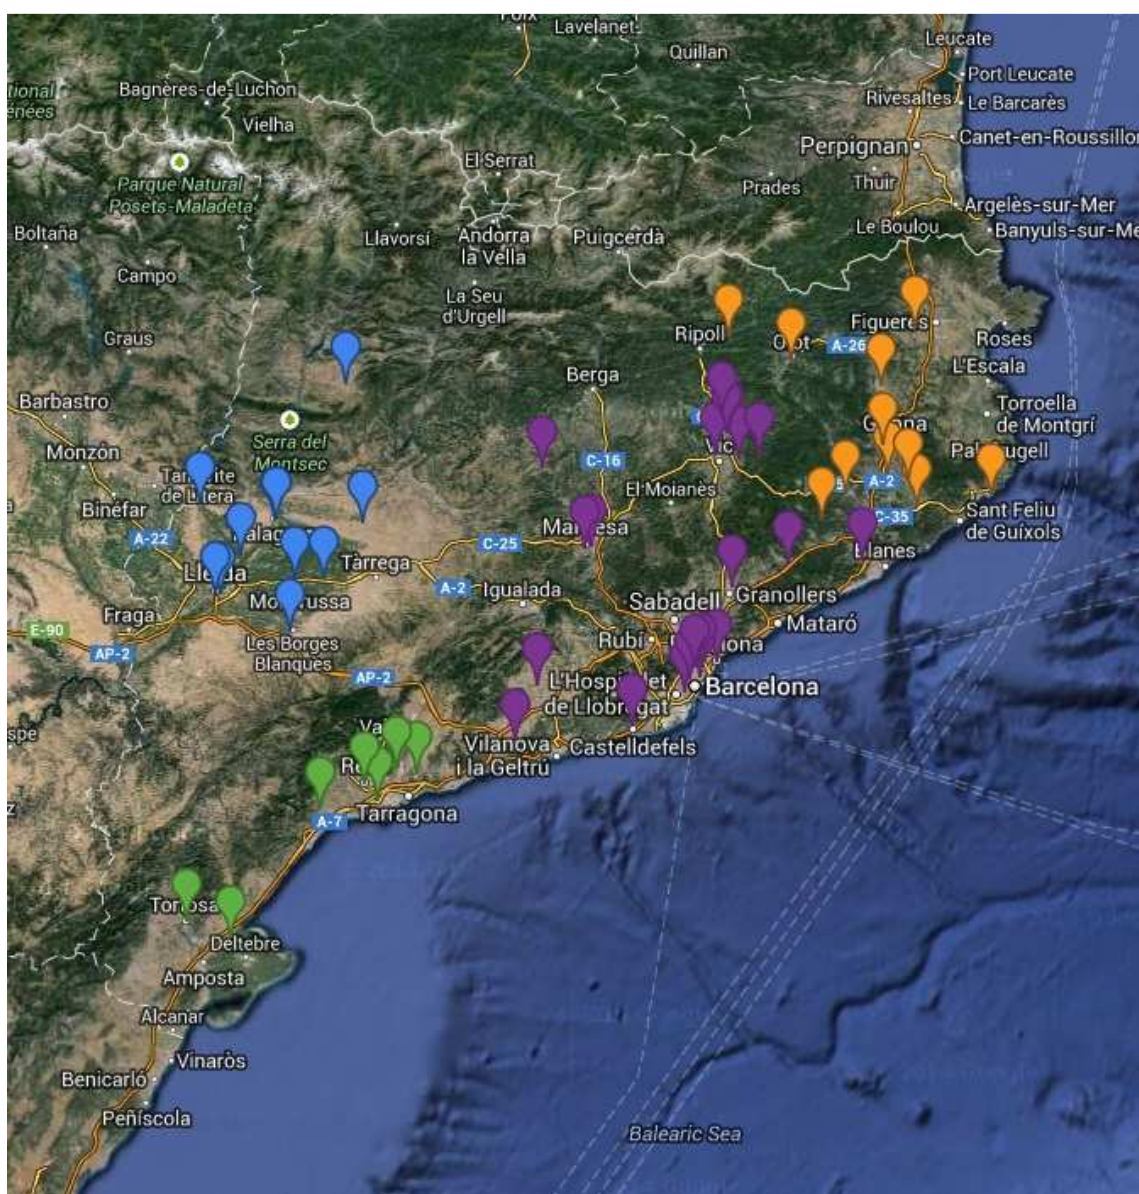 Foix
Lavelanet
Quillan
Leucate
Port Leucate
Bagnères-de-Luchon
Rivesaltes
Le Barcarès
Vielha
Canet-en-Roussillon
El Serrat
Perpignan
Parque Natural
Posets-Maladeta
Prades
Thuir
Argelès-sur-Mer
Boltaña
Llavorsí
Andorra
la Vella
Puigcerdà
Le Boulou
Banyuls-sur-Me
Campo
La Seu
d'Urgell
Graus
Ripoll
Figueres
Roses
A-26
L'Escala
Barbastro
Berga
Torroella
de Montgrí
Serra del
Montsec
Monzón
Vic
C-16
A-2
Binéfar
El Moianès
C-35
Sant Feliu
de Guíxols
A-22
C-25
Blanes
Tàrrega
A-2
Igualada
Granollers
Fraga
Sabadell
Mataró
E-90
Rubí
AP-2
Les Borges
Blanques
AP-2
Barcelona
de Llobregat
Vilanova
i la Geltrú
Castelldefels
Tarragona
A-7
Deltebre
Amposta
Alcanar
Vinaròs
Benicarló
Peñíscola
Balearic Sea